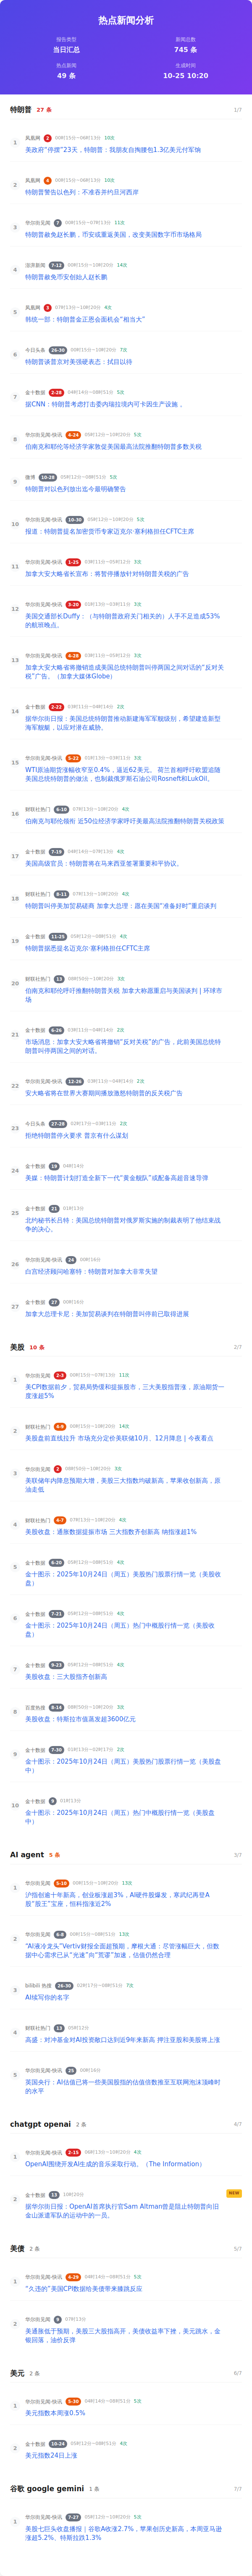 热点新闻分析
报告类型
当日汇总
新闻总数
745 条
热点新闻
49 条
生成时间
10-25 10:20
特朗普 27 条 1/7
1
凤凰网 2 00时15分~06时13分 10次
美政府“停摆”23天，特朗普：我朋友自掏腰包1.3亿美元付军饷
2
凤凰网 4 00时15分~06时13分 10次
特朗普警告以色列：不准吞并约旦河西岸
3
华尔街见闻 7 00时15分~07时13分 11次
特朗普赦免赵长鹏，币安或重返美国，改变美国数字币市场格局
4
澎湃新闻 7-12 00时15分~10时20分 14次
特朗普赦免币安创始人赵长鹏
5
凤凰网 3 07时13分~10时20分 4次
韩统一部：特朗普金正恩会面机会“相当大”
6
今日头条 26-30 00时15分~10时20分 7次
特朗普谈普京对美强硬表态：拭目以待
7
金十数据 2-28 04时14分~08时51分 5次
据CNN：特朗普考虑打击委内瑞拉境内可卡因生产设施 。
8
华尔街见闻·快讯 4-24 05时12分~10时20分 5次
伯南克和耶伦等经济学家敦促美国最高法院推翻特朗普多数关税
9
微博 10-28 05时12分~08时51分 5次
特朗普对以色列放出迄今最明确警告
10
华尔街见闻·快讯 10-30 05时12分~10时20分 5次
报道：特朗普提名加密货币专家迈克尔·塞利格担任CFTC主席
11
华尔街见闻·快讯 1-25 03时11分~05时12分 3次
加拿大安大略省长宣布：将暂停播放针对特朗普关税的广告
12
华尔街见闻·快讯 3-20 01时13分~03时11分 3次
美国交通部长Duffy：（与特朗普政府关门相关的）人手不足造成53%的航班晚点。
13
华尔街见闻·快讯 4-28 03时11分~05时12分 3次
加拿大安大略省将撤销造成美国总统特朗普叫停两国之间对话的“反对关税”广告。（加拿大媒体Globe）
14
金十数据 2-22 03时11分~04时14分 2次
据华尔街日报：美国总统特朗普推动新建海军军舰级别，希望建造新型海军舰艇，以应对潜在威胁。
15
华尔街见闻·快讯 5-22 01时13分~03时11分 3次
WTI原油期货涨幅收窄至0.4%，逼近62美元。 荷兰首相呼吁欧盟追随美国总统特朗普的做法，也制裁俄罗斯石油公司Rosneft和LukOil。
16
财联社热门 6-10 07时13分~10时20分 4次
伯南克与耶伦领衔 近50位经济学家呼吁美最高法院推翻特朗普关税政策
17
金十数据 7-19 04时14分~07时13分 4次
美国高级官员：特朗普将在马来西亚签署重要和平协议。
18
财联社热门 8-11 07时13分~10时20分 4次
特朗普叫停美加贸易磋商 加拿大总理：愿在美国“准备好时”重启谈判
19
金十数据 11-25 05时12分~08时51分 4次
特朗普据悉提名迈克尔·塞利格担任CFTC主席
20
财联社热门 13 08时50分~10时20分 3次
伯南克和耶伦呼吁推翻特朗普关税 加拿大称愿重启与美国谈判 | 环球市场
21
金十数据 6-26 03时11分~04时14分 2次
市场消息：加拿大安大略省将撤销“反对关税”的广告，此前美国总统特朗普叫停两国之间的对话。
22
华尔街见闻·快讯 12-26 03时11分~04时14分 2次
安大略省将在世界大赛期间播放激怒特朗普的反关税广告
23
今日头条 27-28 02时17分~03时11分 2次
拒绝特朗普停火要求 普京有什么谋划
24
金十数据 19 04时14分
美媒：特朗普计划打造全新下一代“黄金舰队”或配备高超音速导弹
25
金十数据 21 01时13分
北约秘书长吕特：美国总统特朗普对俄罗斯实施的制裁表明了他结束战争的决心。
26
华尔街见闻·快讯 24 00时16分
白宫经济顾问哈塞特：特朗普对加拿大非常失望
27
金十数据 27 00时16分
加拿大总理卡尼：美加贸易谈判在特朗普叫停前已取得进展
美股 10 条 2/7
1
华尔街见闻 2-3 00时15分~07时13分 11次
美CPI数据前夕，贸易局势缓和提振股市，三大美股指普涨，原油期货一度涨超5%
2
财联社热门 4-9 00时15分~10时20分 14次
美股盘前直线拉升 市场充分定价美联储10月、12月降息 | 今夜看点
3
华尔街见闻 2 08时50分~10时20分 3次
美联储年内降息预期大增，美股三大指数均破新高，苹果收创新高，原油走低
4
财联社热门 4-7 07时13分~10时20分 4次
美股收盘：通胀数据提振市场 三大指数齐创新高 纳指涨超1%
5
金十数据 6-20 05时12分~08时51分 4次
金十图示：2025年10月24日（周五）美股热门股票行情一览（美股收盘）
6
金十数据 7-21 05时12分~08时51分 4次
金十图示：2025年10月24日（周五）美股热门中概股行情一览（美股收盘）
7
金十数据 9-23 05时12分~08时51分 4次
美股收盘：三大股指齐创新高
8
百度热搜 8-14 08时50分~10时20分 3次
美股收盘：特斯拉市值蒸发超3600亿元
9
金十数据 7-30 01时13分~02时17分 2次
金十图示：2025年10月24日（周五）美股热门股票行情一览（美股盘中）
10
金十数据 9 01时13分
金十图示：2025年10月24日（周五）美股热门中概股行情一览（美股盘中）
AI agent 5 条 3/7
1
华尔街见闻 5-10 00时15分~10时20分 13次
沪指创逾十年新高，创业板涨超3%，AI硬件股爆发，寒武纪再登A股“股王”宝座，恒科指涨近2%
2
华尔街见闻 6-8 00时15分~08时51分 13次
“AI液冷龙头”Vertiv财报全面超预期，摩根大通：尽管涨幅巨大，但数据中心需求已从“光速”向“荒谬”加速，估值仍然合理
3
bilibili 热搜 26-30 02时17分~08时51分 7次
AI续写你的名字
4
财联社热门 13 05时12分
高盛：对冲基金对AI投资敞口达到近9年来新高 押注亚股和美股将上涨
5
华尔街见闻·快讯 25 00时16分
英国央行：AI估值已将一些美国股指的估值倍数推至互联网泡沫顶峰时的水平
chatgpt openai 2 条 4/7
1
华尔街见闻·快讯 2-15 06时13分~10时20分 4次
OpenAI围绕开发AI生成的音乐采取行动。（The Information）
NEW
2
金十数据 13 10时20分
据华尔街日报：OpenAI首席执行官Sam Altman曾是阻止特朗普向旧金山派遣军队的运动中的一员。
美债 2 条 5/7
1
华尔街见闻·快讯 4-29 04时14分~08时51分 5次
“久违的”美国CPI数据给美债带来膝跳反应
2
华尔街见闻 9 07时13分
美通胀低于预期，美股三大股指高开，美债收益率下挫，美元跳水，金银回落，油价反弹
美元 2 条 6/7
1
华尔街见闻·快讯 5-30 04时14分~08时51分 5次
美元指数本周涨0.5%
2
金十数据 10-24 05时12分~08时51分 4次
美元指数24日上涨
谷歌 google gemini 1 条 7/7
1
华尔街见闻·快讯 7-27 05时12分~10时20分 5次
美股七巨头收盘播报｜谷歌A收涨2.7%，苹果创历史新高，本周亚马逊涨超5.2%、特斯拉跌1.3%